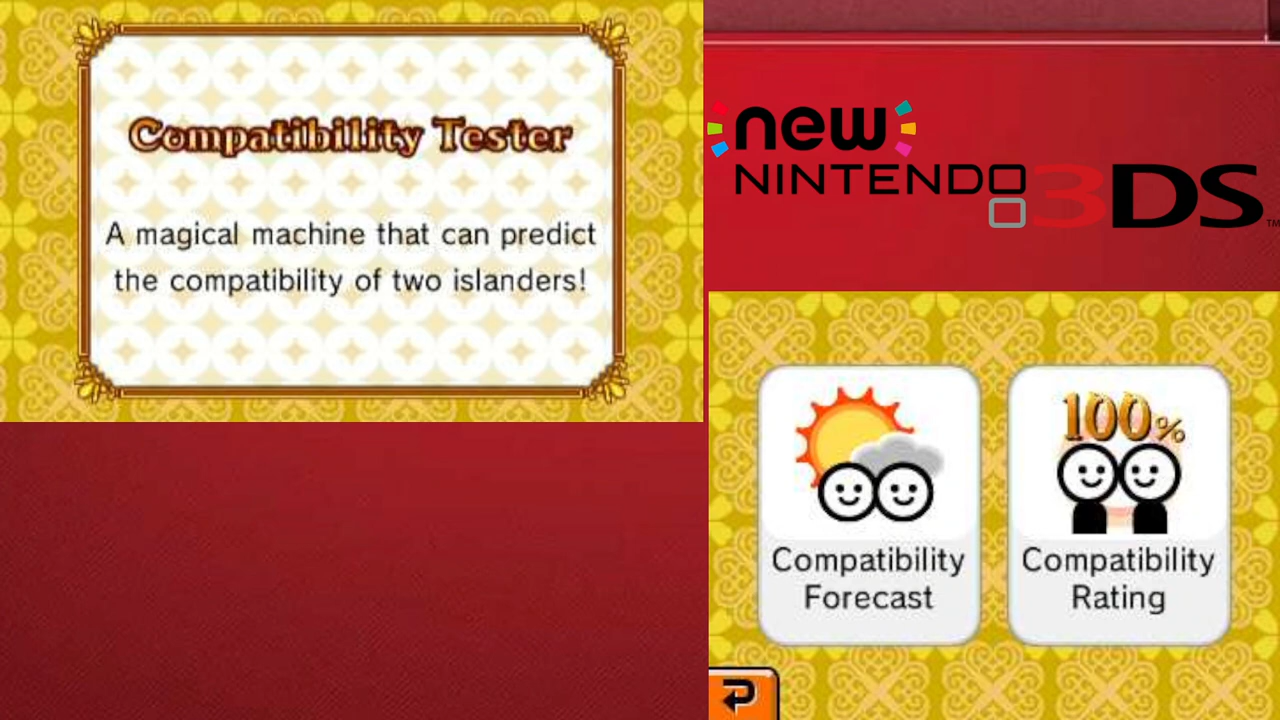 Compatibility Tester
A magical machine that can predict
the compatibility of two islanders!
new
NINTENDO 3DS™
100%
Compatibility
Forecast
Compatibility
Rating